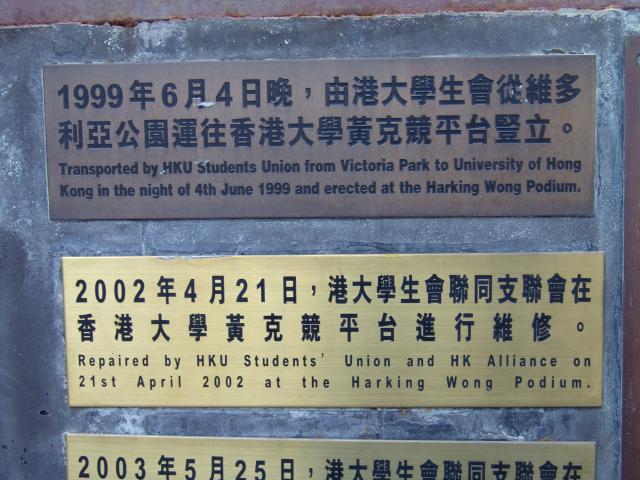 1999年6月4日晚，由港大學生會從維多
利亞公園運往香港大學黃克競平台豎立。
Transported by HKU Students Union from Victoria Park to University of Hong
Kong in the night of 4th June 1999 and erected at the Harking Wong Podium.
2002年4月21日，港大學生會聯同支聯會在
香港大學黃克競平台進行維修。
Repaired by HKU Students' Union and HK Alliance on
21st April 2002 at the Harking Wong Podium.
2003年5月25日，港大學生會聯同支聯會在